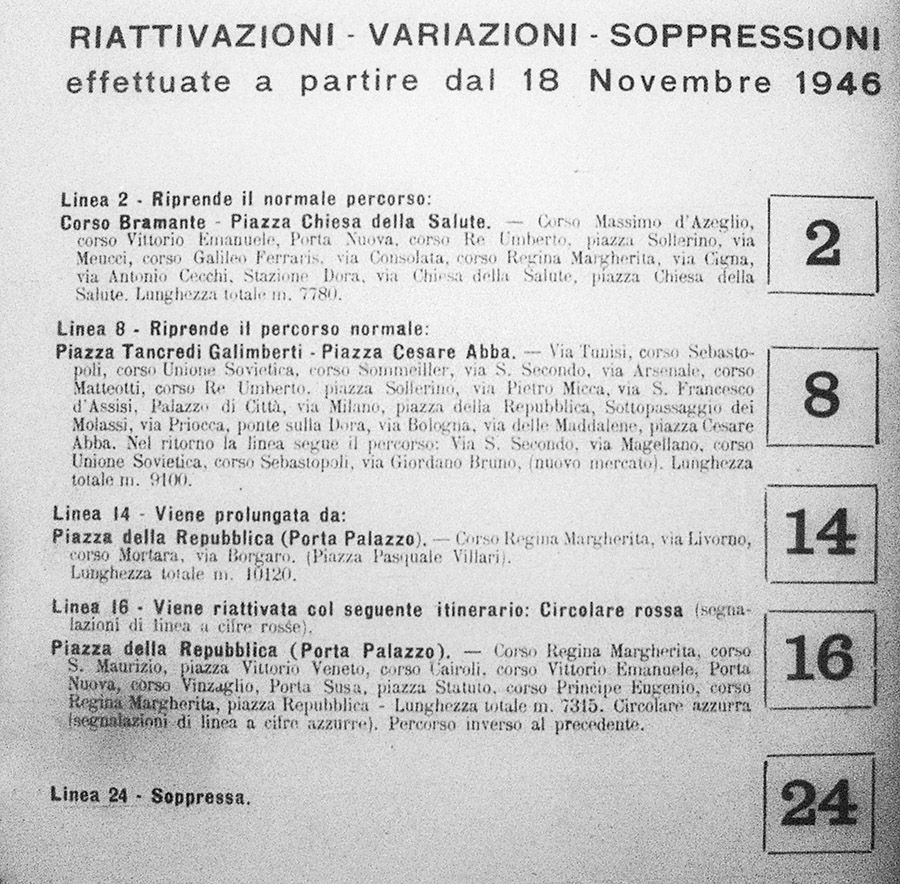 RIATTIVAZIONI - VARIAZIONI - SOPPRESSIONI
effettuate a partire dal 18 Novembre 1946
Linea 2 - Riprende il normale percorso:
Corso Bramante - Piazza Chiesa della Salute. — Corso Massimo d'Azeglio,
corso Vittorio Emanuele, Porta Nuova, corso Re Umberto, piazza Sollerino, via
Meucci, corso Galileo Ferraris, via Consolata, corso Regina Margherita, via Cigna,
via Antonio Cecchi, Stazione Dora, via Chiesa della Salute, piazza Chiesa della
Salute. Lunghezza totale m. 7780.
2
Linea 8 - Riprende il percorso normale:
Piazza Tancredi Galimberti - Piazza Cesare Abba. — Via Tunisi, corso Sebasto-
poli, corso Unione Sovietica, corso Sommeiller, via S. Secondo, via Arsenale, corso
Matteotti, corso Re Umberto, piazza Sollerino, via Pietro Micca, via S. Francesco
d'Assisi, Palazzo di Città, via Milano, piazza della Repubblica, Sottopassaggio dei
Molassi, via Priocca, ponte sulla Dora, via Bologna, via delle Maddalene, piazza Cesare
Abba. Nel ritorno la linea segue il percorso: Via S. Secondo, via Magellano, corso
Unione Sovietica, corso Sebastopoli, via Giordano Bruno, (nuovo mercato). Lunghezza
totale m. 9100.
8
Linea 14 - Viene prolungata da:
Piazza della Repubblica (Porta Palazzo). — Corso Regina Margherita, via Livorno,
corso Mortara, via Borgaro. (Piazza Pasquale Villari).
Lunghezza totale m. 10120.
14
Linea 16 - Viene riattivata col seguente itinerario: Circolare rossa (segna-
lazioni di linea a cifre rosse).
Piazza della Repubblica (Porta Palazzo). — Corso Regina Margherita, corso
S. Maurizio, piazza Vittorio Veneto, corso Cairoli, corso Vittorio Emanuele, Porta
Nuova, corso Vinzaglio, Porta Susa, piazza Statuto, corso Principe Eugenio, corso
Regina Margherita, piazza Repubblica - Lunghezza totale m. 7315. Circolare azzurra
(segnalazioni di linea a cifre azzurre). Percorso inverso al precedente.
16
Linea 24 - Soppressa.
24